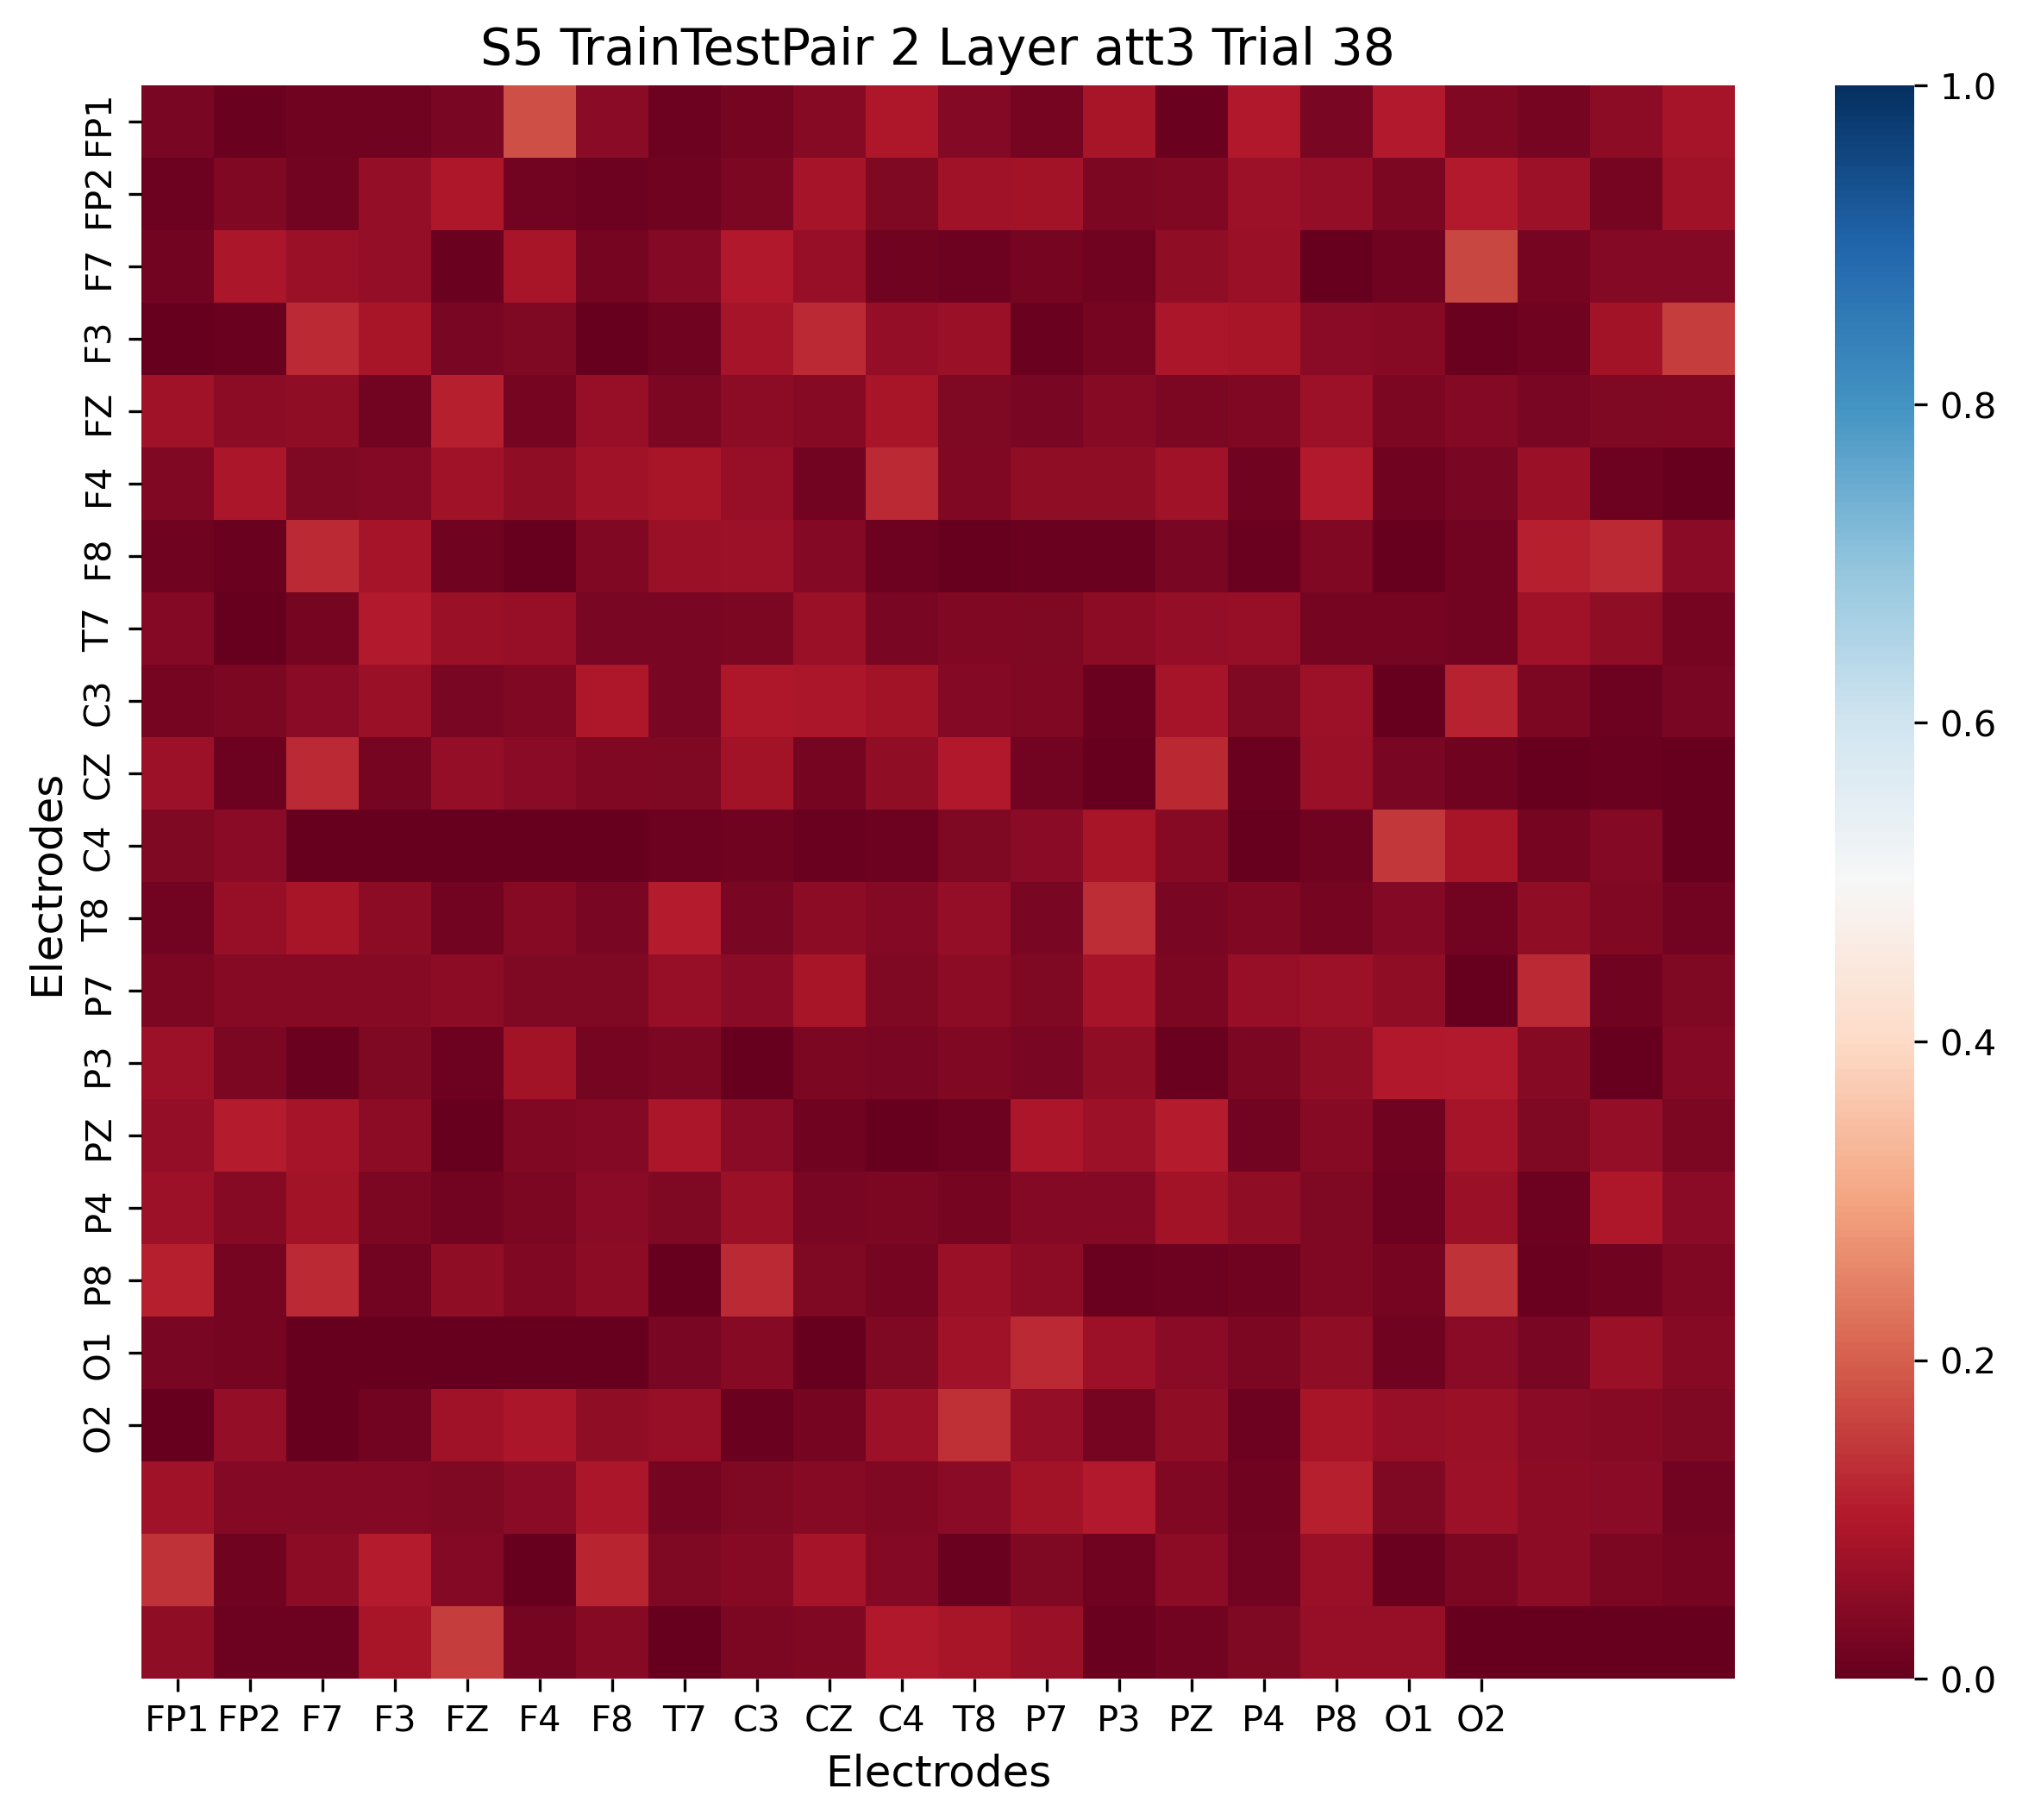 S5 TrainTestPair 2 Layer att3 Trial 38
Electrodes
FP1
FP2
F7
F3
FZ
F4
F8
T7
C3
CZ
C4
T8
P7
P3
PZ
P4
P8
O1
O2
FP1 FP2 F7 F3 FZ F4 F8 T7 C3 CZ C4 T8 P7 P3 PZ P4 P8 O1 O2
Electrodes
1.0
0.8
0.6
0.4
0.2
0.0